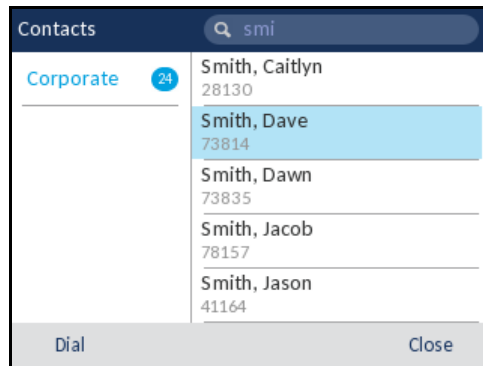 Contacts
smi
Corporate 24
Smith, Caitlyn
28130
Smith, Dave
73814
Smith, Dawn
73835
Smith, Jacob
78157
Smith, Jason
41164
Dial
Close